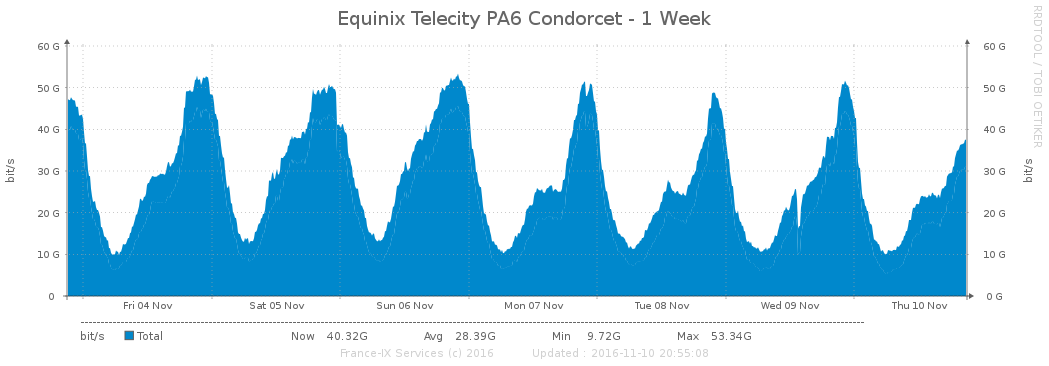 Equinix Telecity PA6 Condorcet - 1 Week
RRDTOOL / TOBI OETIKER
60 G 60 G
50 G 50 G
40 G 40 G
30 G 30 G
20 G 20 G
10 G 10 G
0 0 G
bit/s
bit/s
Fri 04 Nov Sat 05 Nov Sun 06 Nov Mon 07 Nov Tue 08 Nov Wed 09 Nov Thu 10 Nov
bit/s Total Now 40.32G Avg 28.39G Min 9.72G Max 53.34G
France-IX Services (c) 2016 Updated : 2016-11-10 20:55:08